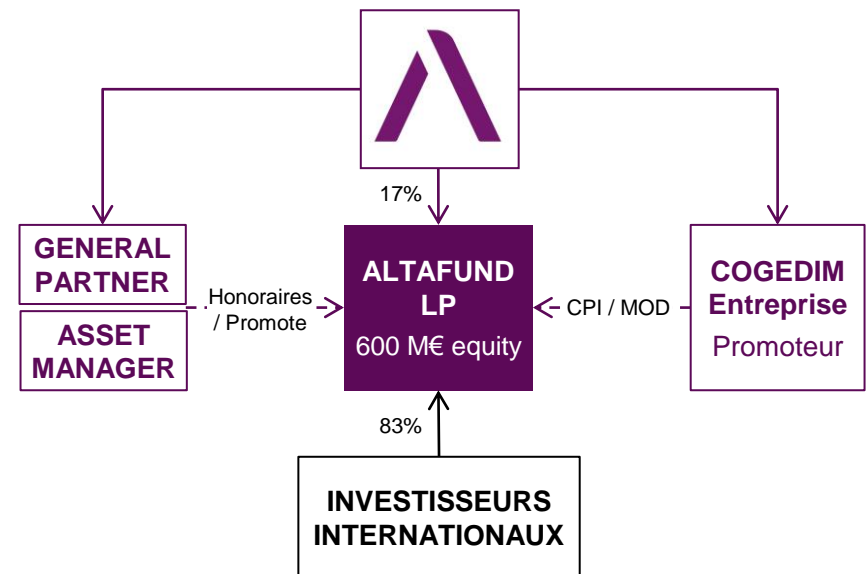 17%
GENERAL
PARTNER
ASSET
MANAGER
Honoraires
/ Promote
ALTAFUND
LP
600 M€ equity
CPI / MOD
COGEDIM
Entreprise
Promoteur
83%
INVESTISSEURS
INTERNATIONAUX